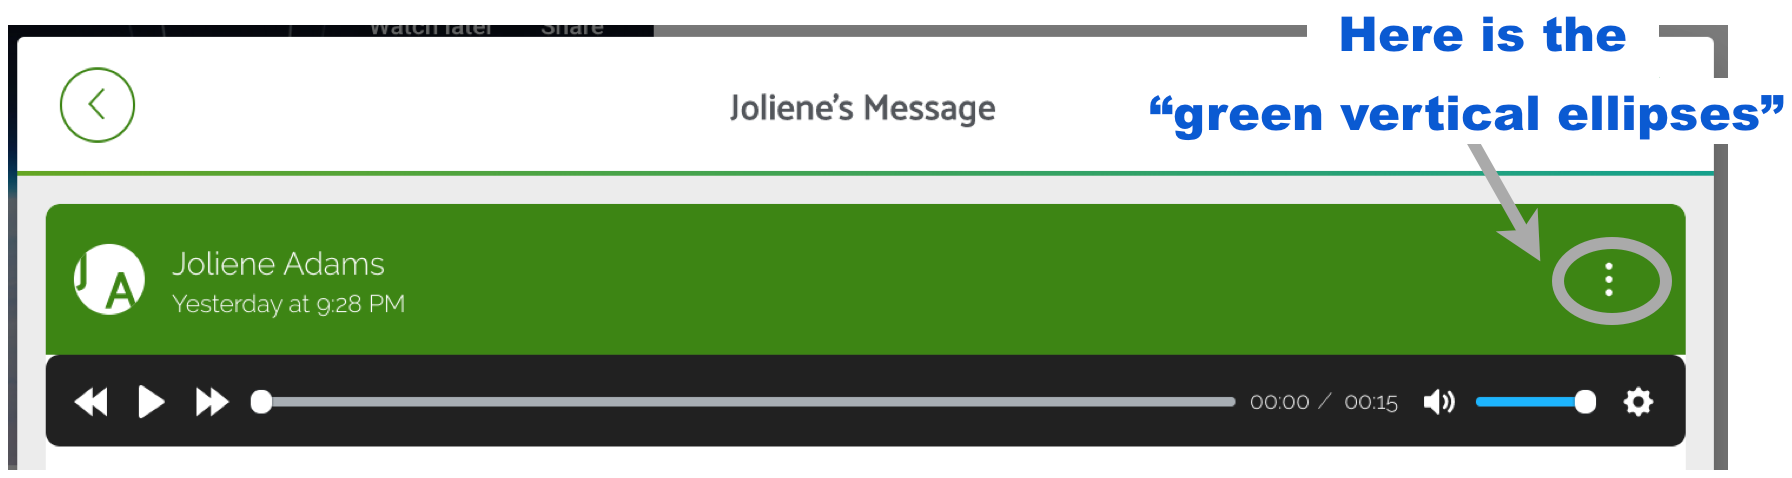 Watch later Share
Here is the
Joliene’s Message
“green vertical ellipses”
JA
Joliene Adams
Yesterday at 9:28 PM
00:00 / 00:15